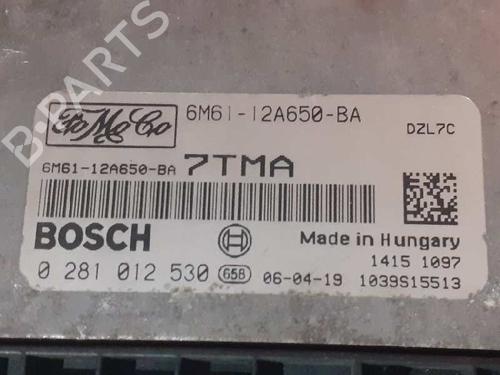 B-PARTS
FoMoCo
6M61-12A650-BA
DZL7C
6M61-12A650-BA 7TMA
BOSCH
Made in Hungary
1415 1097
0 281 012 530 658 06-04-19 1039S15513